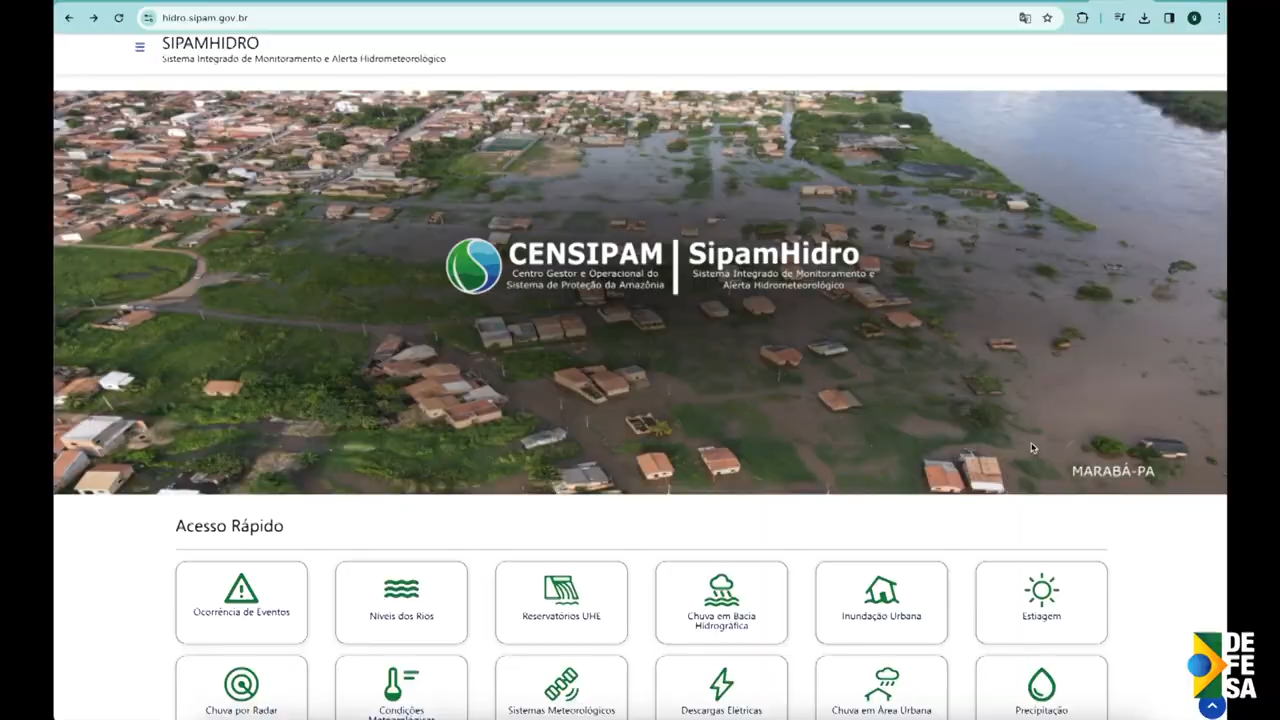 hidro.sipam.gov.br
SIPAMHIDRO
Sistema Integrado de Monitoramento e Alerta Hidrometeorológico
CENSIPAM
Centro Gestor e Operacional do
Sistema de Proteção da Amazônia
SipamHidro
Sistema Integrado de Monitoramento e
Alerta Hidrometeorológico
MARABÁ-PA
Acesso Rápido
Ocorrência de Eventos
Níveis dos Rios
Reservatórios UHE
Chuva em Bacia
Hidrográfica
Inundação Urbana
Estiagem
Chuva por Radar
Condições
Meteorológicas
Sistemas Meteorológicos
Descargas Elétricas
Chuva em Área Urbana
Precipitação
DE
FE
SA